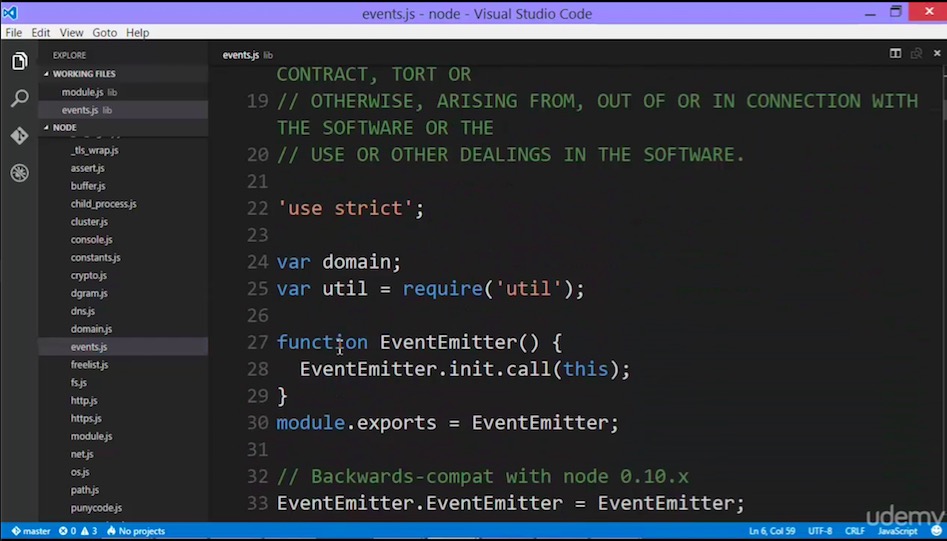 events.js - node - Visual Studio Code
File Edit View Goto Help
EXPLORE
WORKING FILES
module.js lib
events.js lib
NODE
_tls_wrap.js
assert.js
buffer.js
child_process.js
cluster.js
console.js
constants.js
crypto.js
dgram.js
dns.js
domain.js
events.js
freelist.js
fs.js
http.js
https.js
module.js
net.js
os.js
path.js
punycode.js
events.js lib
CONTRACT, TORT OR
19 // OTHERWISE, ARISING FROM, OUT OF OR IN CONNECTION WITH
THE SOFTWARE OR THE
20 // USE OR OTHER DEALINGS IN THE SOFTWARE.
21
22 'use strict';
23
24 var domain;
25 var util = require('util');
26
27 function EventEmitter() {
28 EventEmitter.init.call(this);
29 }
30 module.exports = EventEmitter;
31
32 // Backwards-compat with node 0.10.x
33 EventEmitter.EventEmitter = EventEmitter;
udemy
master 0 3 No projects Ln 6, Col 59 UTF-8 CRLF JavaScript